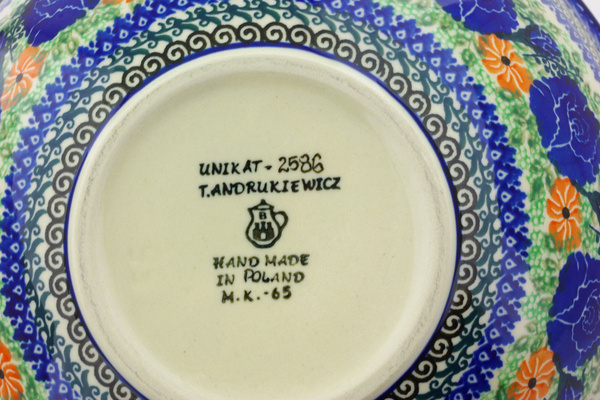 UNIKAT - 2586
T.ANDRUKIEWICZ
B
HAND MADE
IN POLAND
M.K.-65